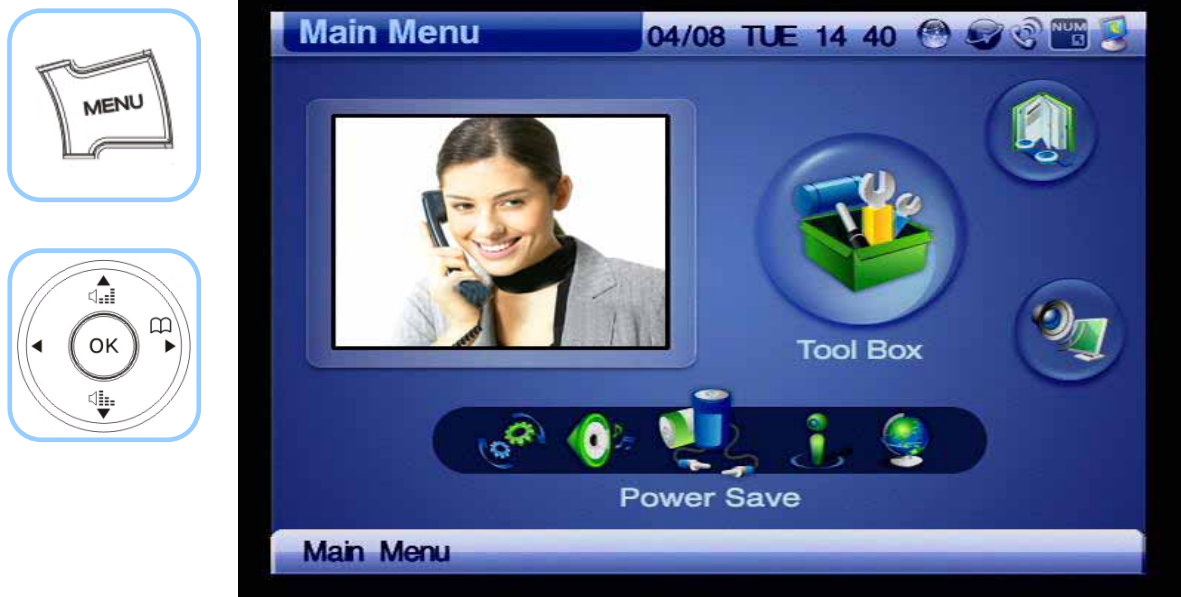 MENU
OK
Main Menu 04/08 TUE 14 40 NUM
Tool Box
Power Save
Main Menu